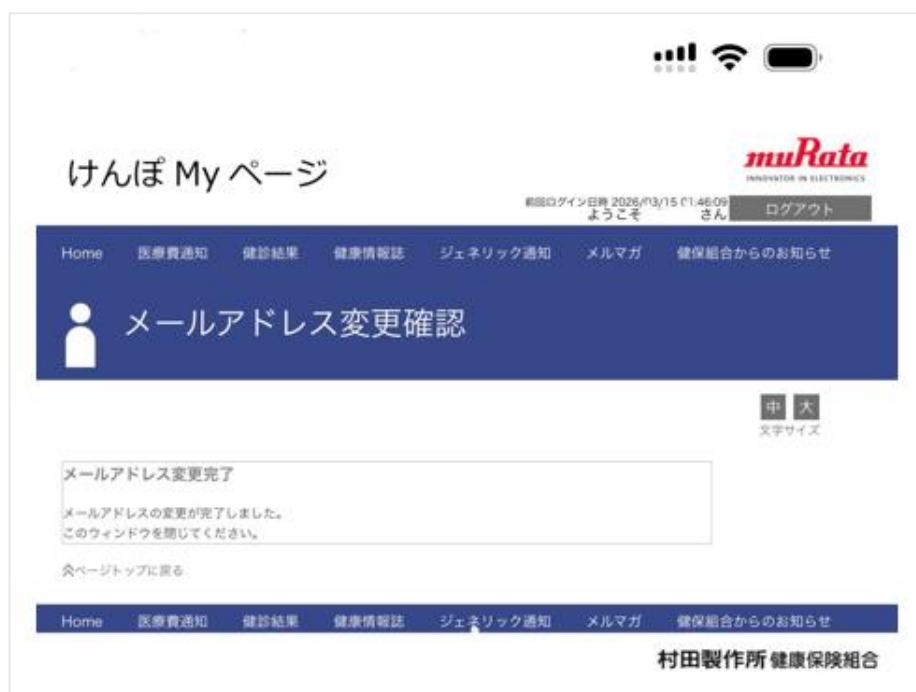 けんぽ My ページ
muRata
INNOVATOR IN ELECTRONICS
前回ログイン日時 2026/03/15 01:46:09
ようこそ さん
ログアウト
Home 医療費通知 健診結果 健康情報誌 ジェネリック通知 メルマガ 健保組合からのお知らせ
メールアドレス変更確認
中 大
文字サイズ
メールアドレス変更完了
メールアドレスの変更が完了しました。
このウィンドウを閉じてください。
ページトップに戻る
Home 医療費通知 健診結果 健康情報誌 ジェネリック通知 メルマガ 健保組合からのお知らせ
村田製作所 健康保険組合